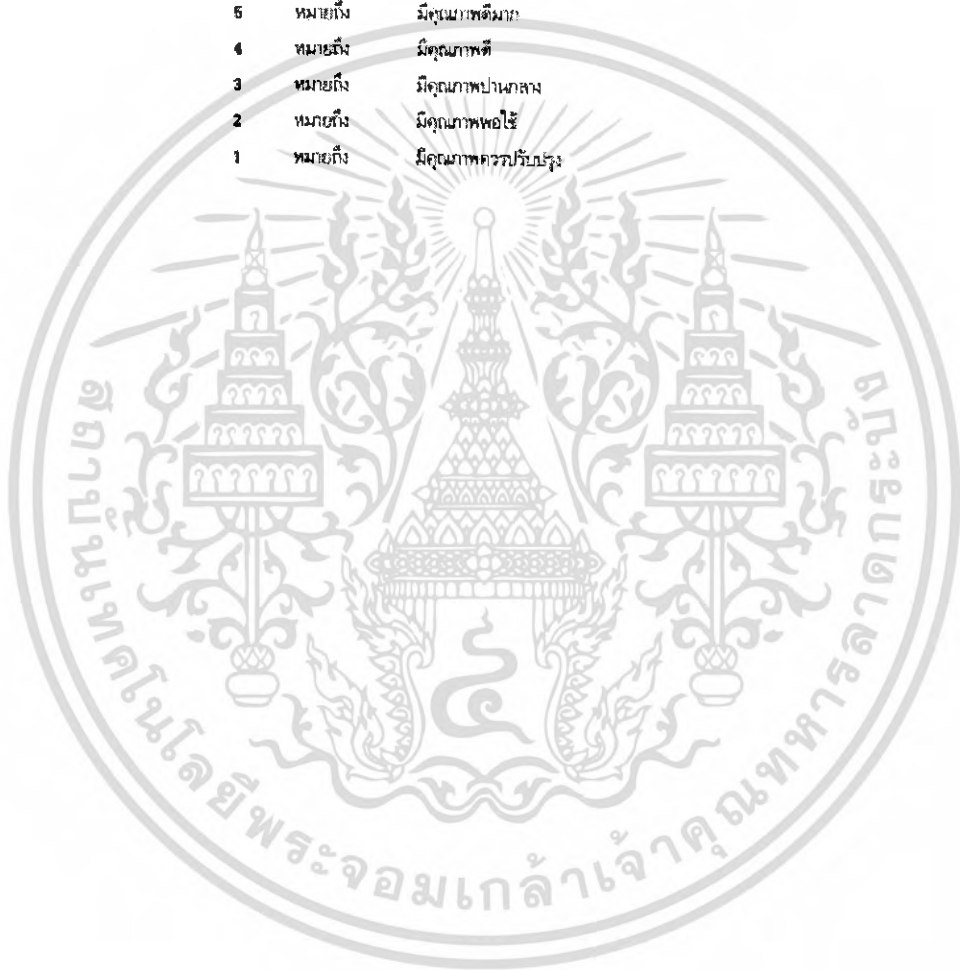 5 หมายถึง มีคุณภาพดีมาก
4 หมายถึง มีคุณภาพดี
3 หมายถึง มีคุณภาพปานกลาง
2 หมายถึง มีคุณภาพพอใช้
1 หมายถึง มีคุณภาพควรปรับปรุง
สถาบันเทคโนโลยีพระจอมเกล้าเจ้าคุณทหารลาดกระบัง